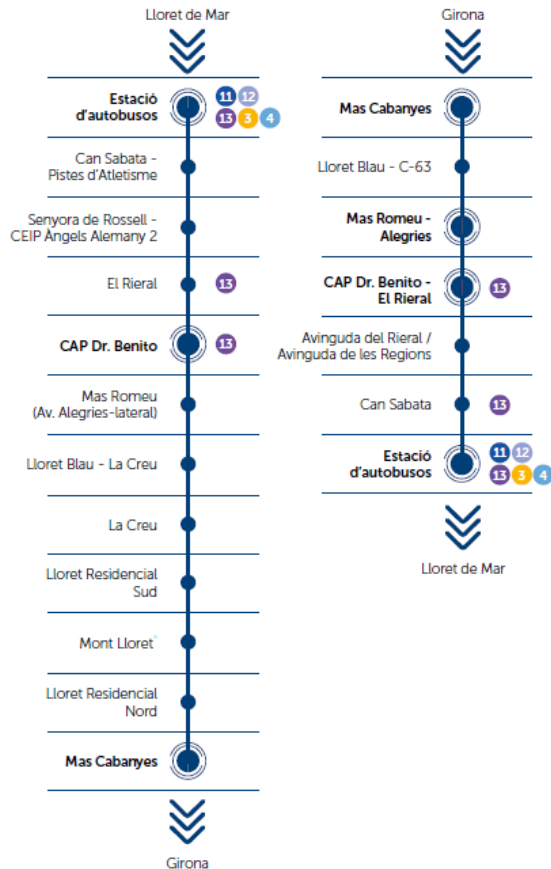 Lloret de Mar
Estació
d'autobusos
11 12
13 3 4
Can Sabata -
Pistes d'Atletisme
Senyora de Rossell -
CEIP Àngels Alemany 2
El Rieral
13
CAP Dr. Benito
13
Mas Romeu
(Av. Alegries-lateral)
Lloret Blau - La Creu
La Creu
Lloret Residencial
Sud
Mont Lloret
Lloret Residencial
Nord
Mas Cabanyes
Girona
Girona
Mas Cabanyes
Lloret Blau - C-63
Mas Romeu -
Alegries
CAP Dr. Benito -
El Rieral
13
Avinguda del Rieral /
Avinguda de les Regions
Can Sabata
13
Estació
d'autobusos
11 12
13 3 4
Lloret de Mar